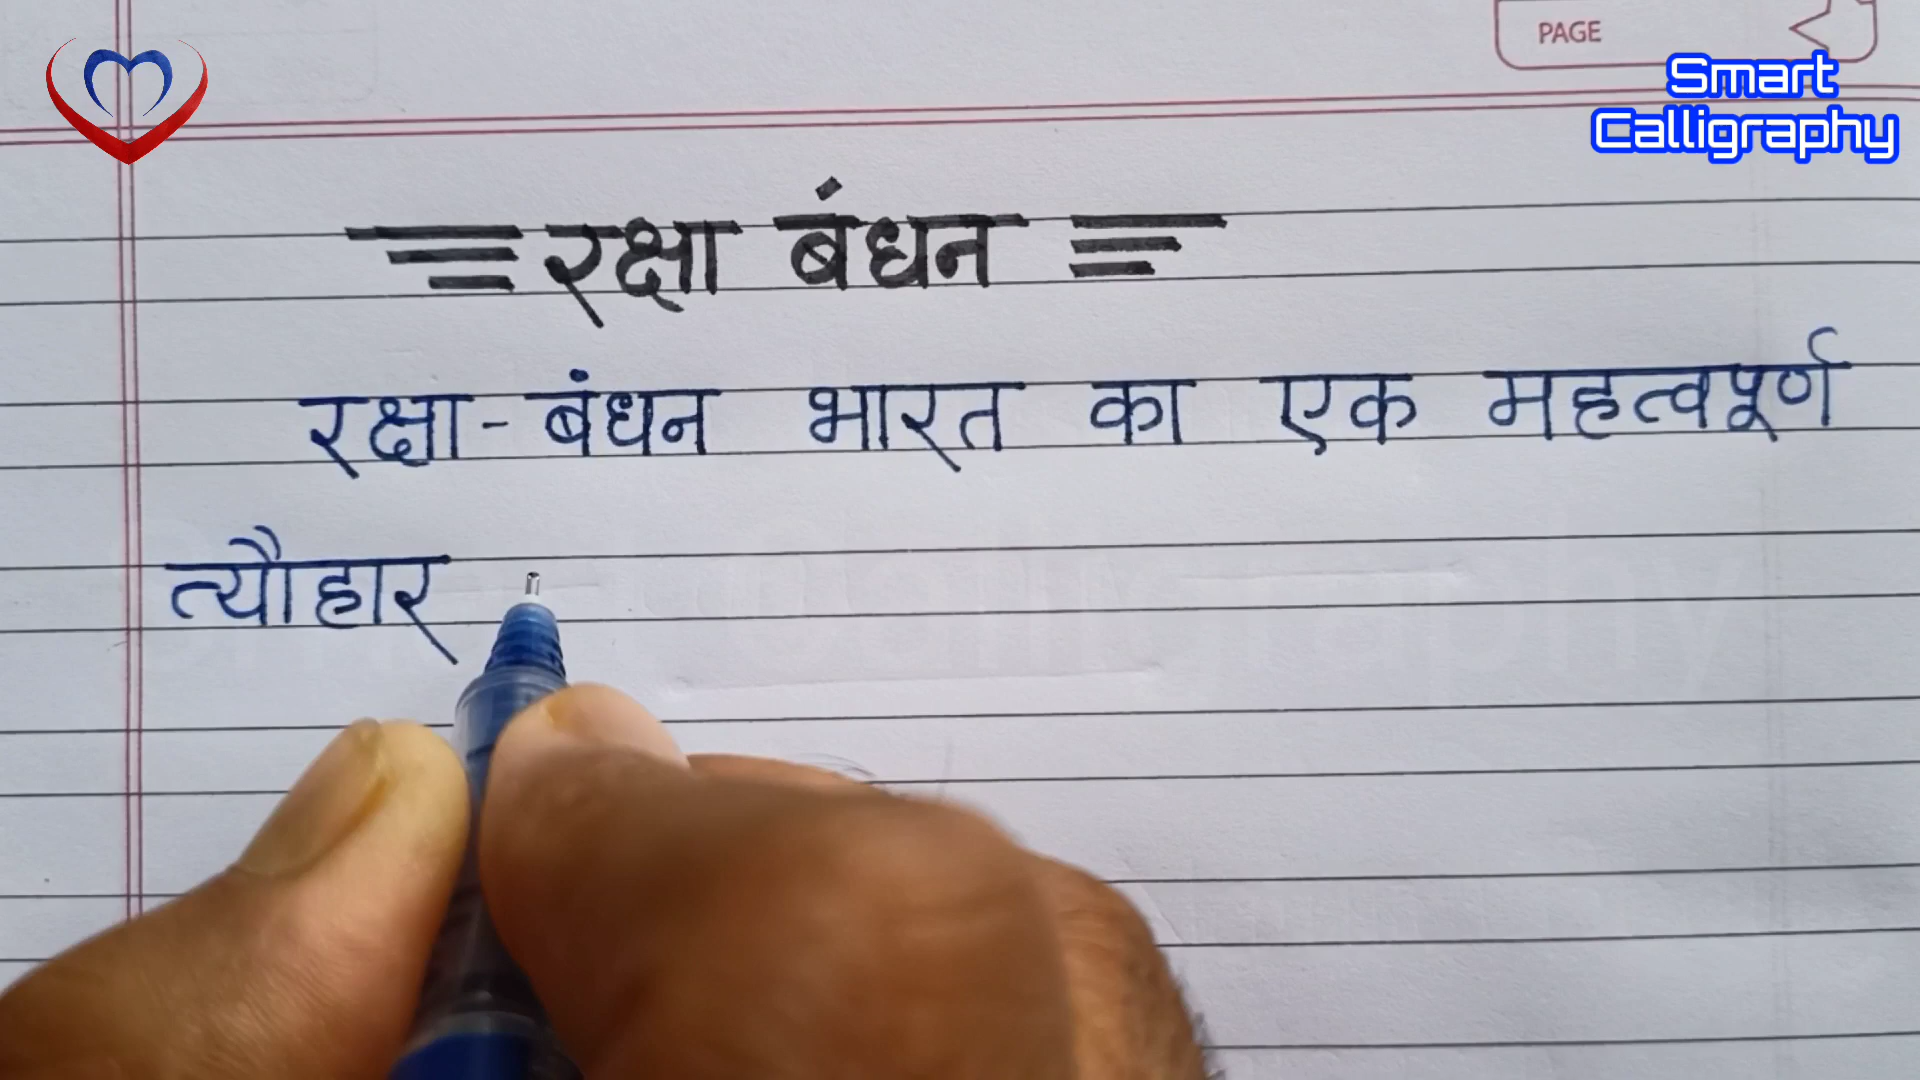 PAGE
Smart
Calligraphy
रक्षा बंधन
रक्षा-बंधन भारत का एक महत्वपूर्ण
त्यौहार